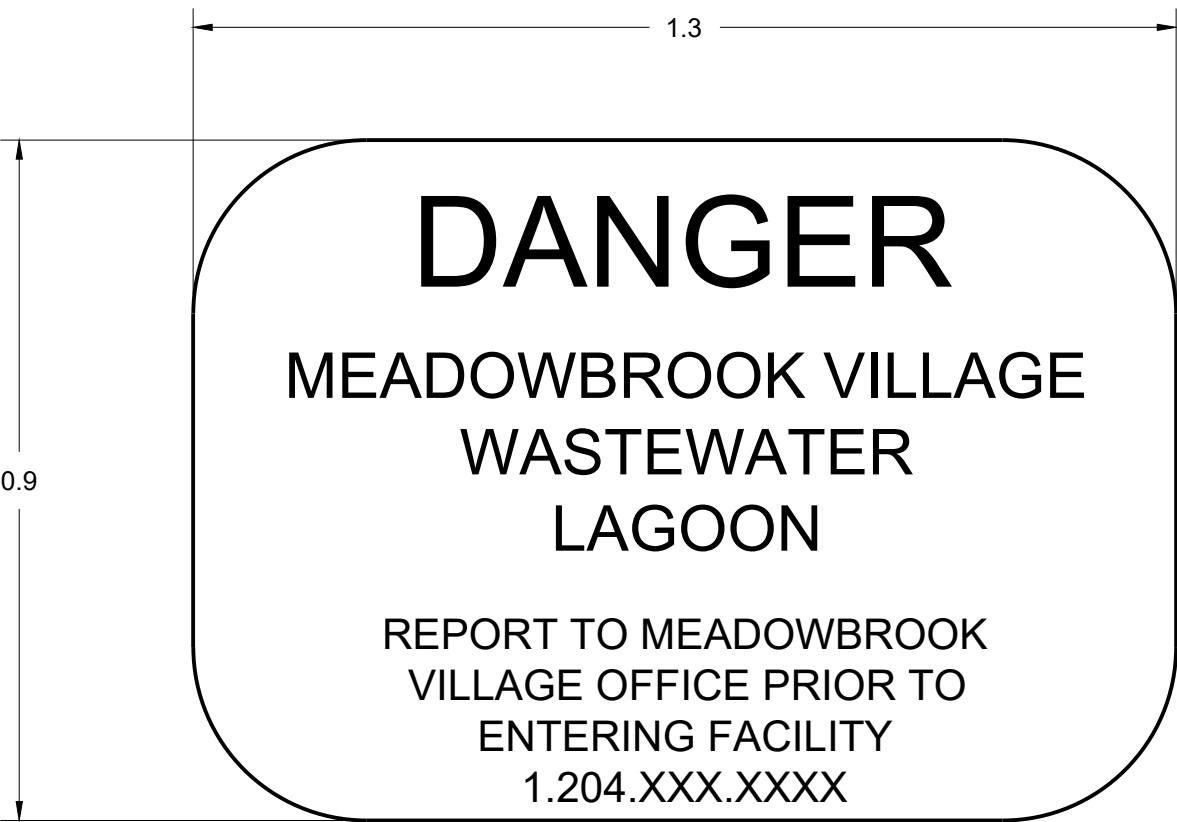 1.3
DANGER
MEADOWBROOK VILLAGE
WASTEWATER
LAGOON
0.9
REPORT TO MEADOWBROOK
VILLAGE OFFICE PRIOR TO
ENTERING FACILITY
1.204.XXX.XXXX